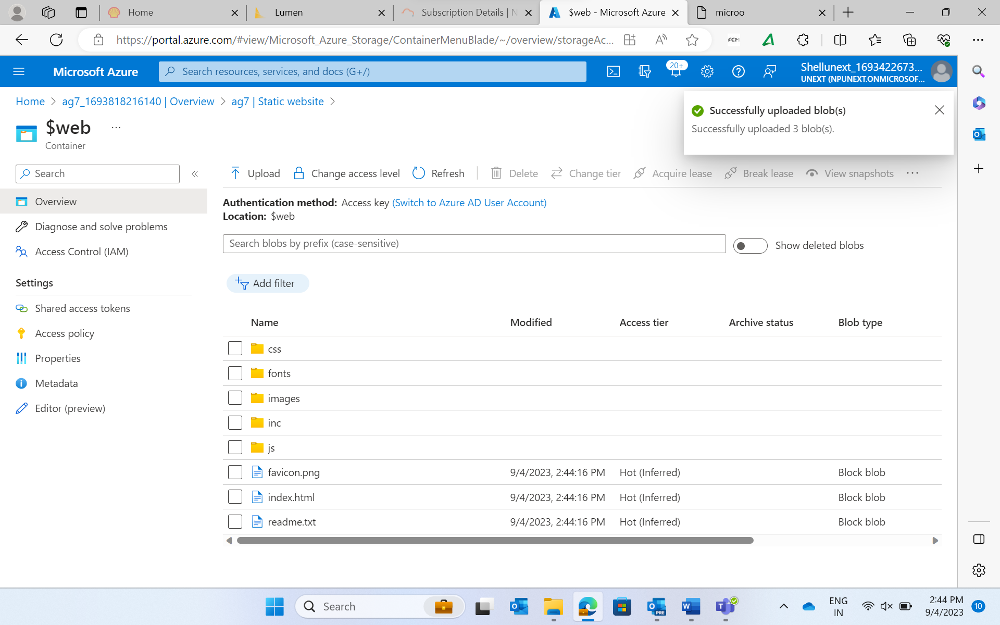 Home
Lumen
Subscription Details | N
$web - Microsoft Azure
microo
https://portal.azure.com/#view/Microsoft_Azure_Storage/ContainerMenuBlade/~/overview/storageAc...
FCM
Microsoft Azure
Search resources, services, and docs (G+/)
20+
Shellunext_1693422673...
UNEXT (NPUNEXT.ONMICROSOF...
Home > ag7_1693818216140 | Overview > ag7 | Static website >
$web ...
Container
Successfully uploaded blob(s)
Successfully uploaded 3 blob(s).
Search
Upload
Change access level
Refresh
Delete
Change tier
Acquire lease
Break lease
View snapshots
Overview
Diagnose and solve problems
Access Control (IAM)
Settings
Shared access tokens
Access policy
Properties
Metadata
Editor (preview)
Authentication method: Access key (Switch to Azure AD User Account)
Location: $web
Search blobs by prefix (case-sensitive)
Show deleted blobs
Add filter
Name Modified Access tier Archive status Blob type
css
fonts
images
inc
js
favicon.png 9/4/2023, 2:44:16 PM Hot (Inferred) Block blob
index.html 9/4/2023, 2:44:16 PM Hot (Inferred) Block blob
readme.txt 9/4/2023, 2:44:16 PM Hot (Inferred) Block blob
Search
PRE
ENG
IN
2:44 PM
9/4/2023
10